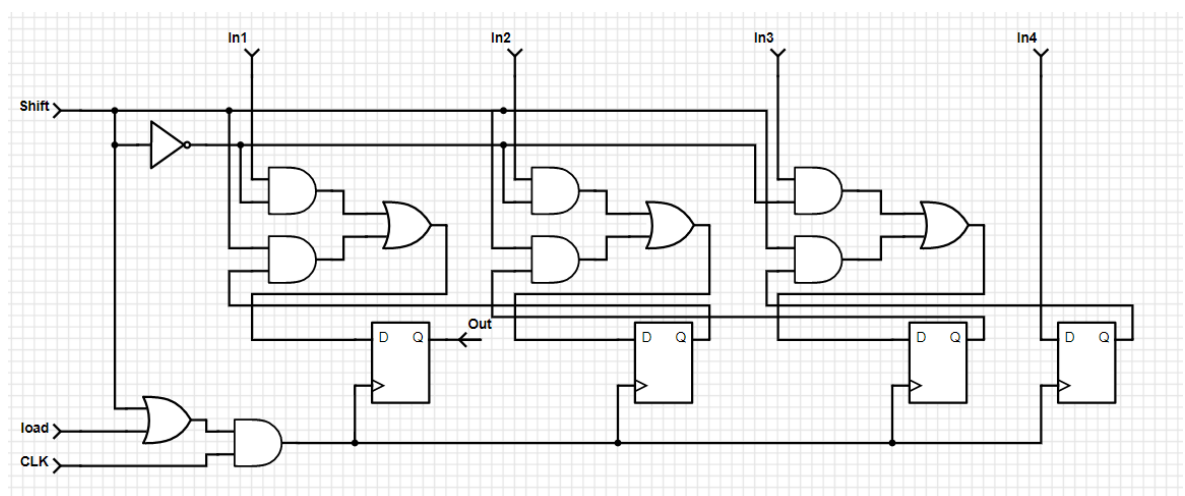 In1 In2 In3 In4
Shift
Out
D Q D Q D Q D Q
load
CLK